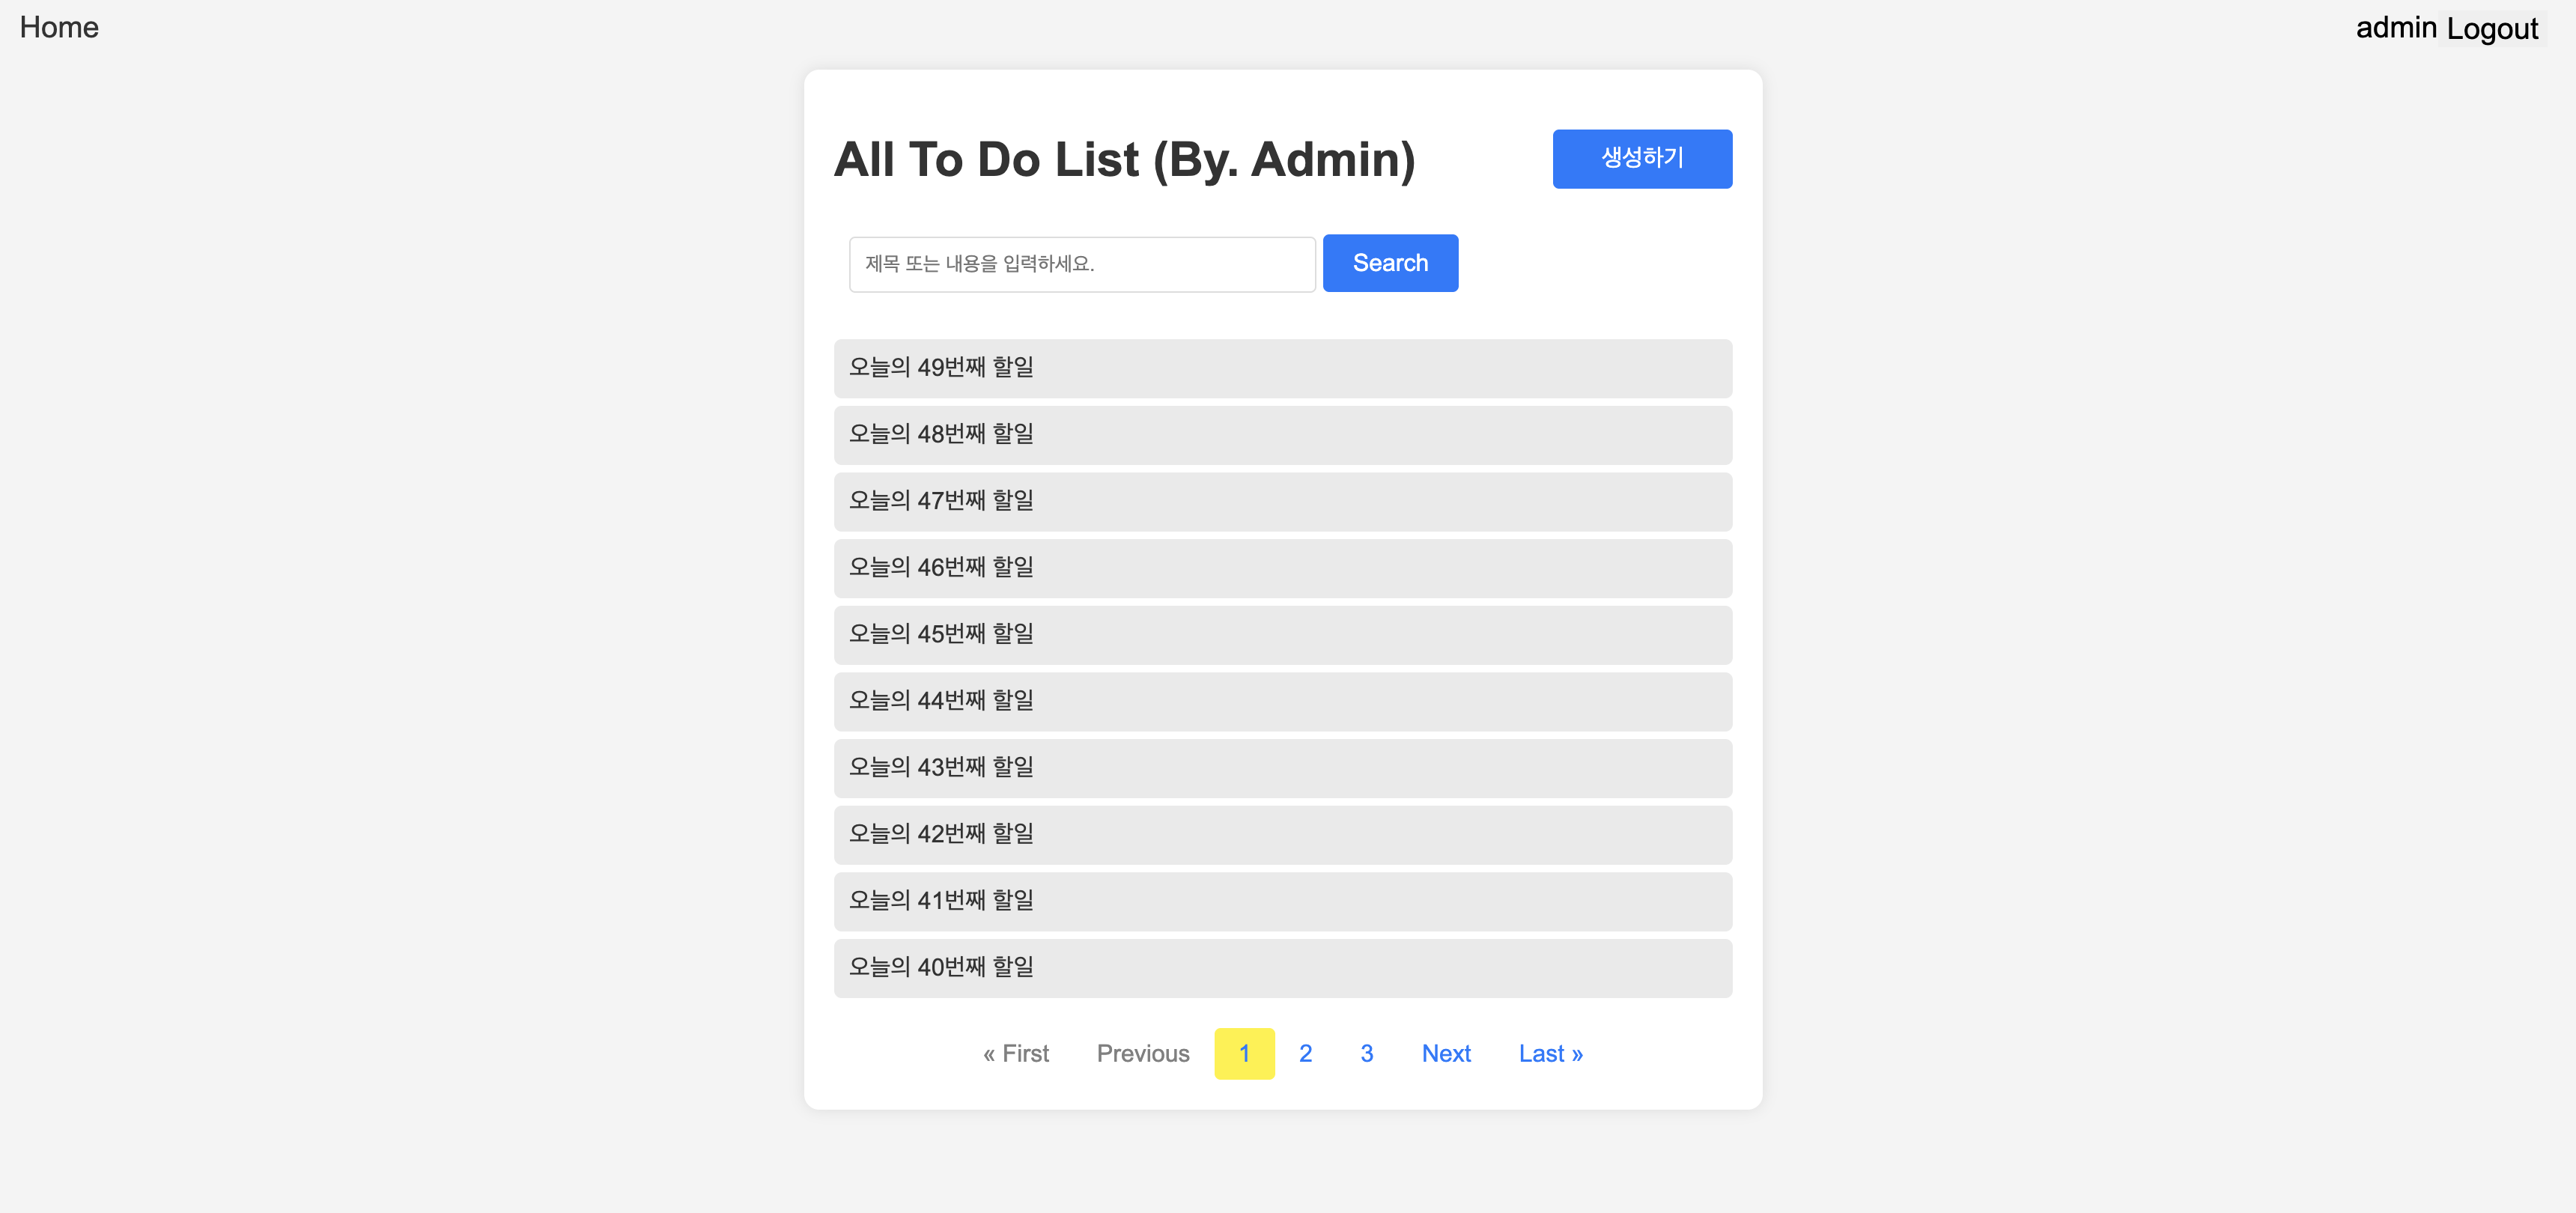 Home
admin Logout
All To Do List (By. Admin)
생성하기
제목 또는 내용을 입력하세요.
Search
오늘의 49번째 할일
오늘의 48번째 할일
오늘의 47번째 할일
오늘의 46번째 할일
오늘의 45번째 할일
오늘의 44번째 할일
오늘의 43번째 할일
오늘의 42번째 할일
오늘의 41번째 할일
오늘의 40번째 할일
« First Previous 1 2 3 Next Last »